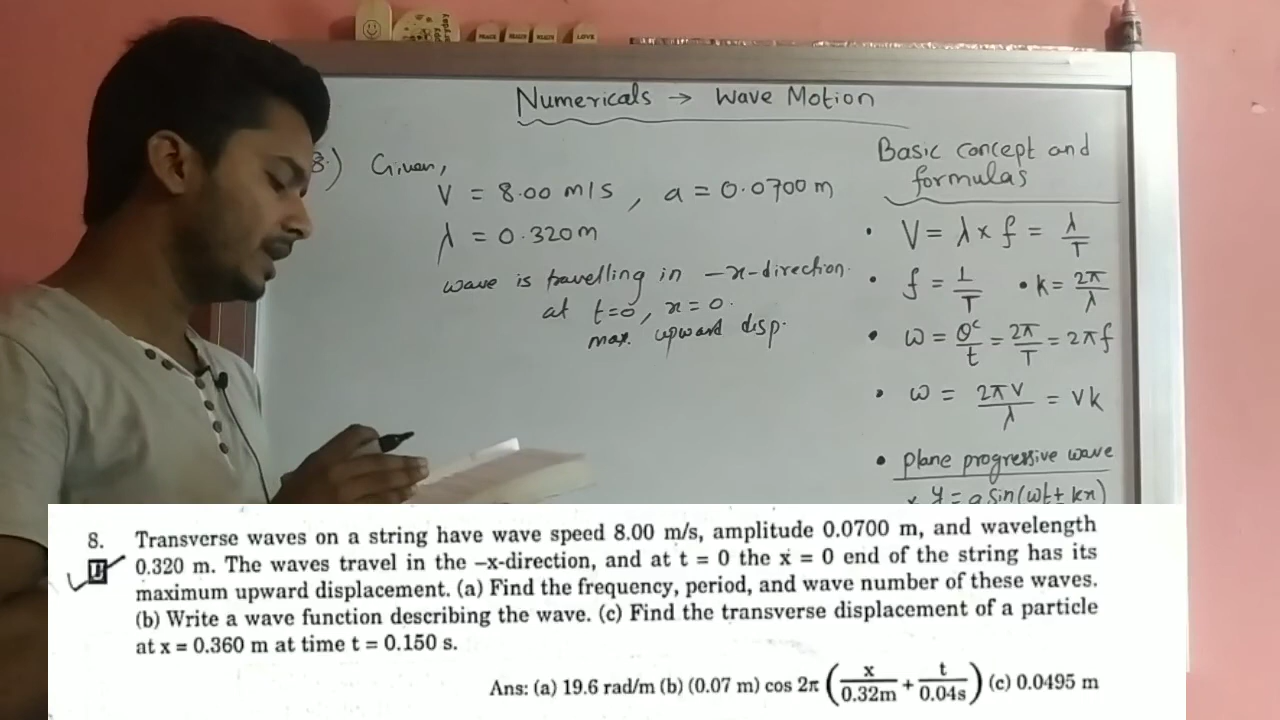 PEACE REALLY REALLY LOVE
Numericals → Wave Motion
8.) Given,
V = 8.00 m/s , a = 0.0700 m
λ = 0.320m
wave is travelling in -x-direction.
at t=0, x=0.
max. upward disp.
Basic concept and
formulas
• V = λ × f = λ/T
• f = 1/T • k = 2π/λ
• ω = θᶜ/t = 2π/T = 2πf
• ω = 2πV/λ = Vk
• plane progressive wave
y = a sin(ωt + kx)
8. Transverse waves on a string have wave speed 8.00 m/s, amplitude 0.0700 m, and wavelength
0.320 m. The waves travel in the –x-direction, and at t = 0 the x = 0 end of the string has its
maximum upward displacement. (a) Find the frequency, period, and wave number of these waves.
(b) Write a wave function describing the wave. (c) Find the transverse displacement of a particle
at x = 0.360 m at time t = 0.150 s.
Ans: (a) 19.6 rad/m (b) (0.07 m) cos 2π (x/0.32m + t/0.04s) (c) 0.0495 m